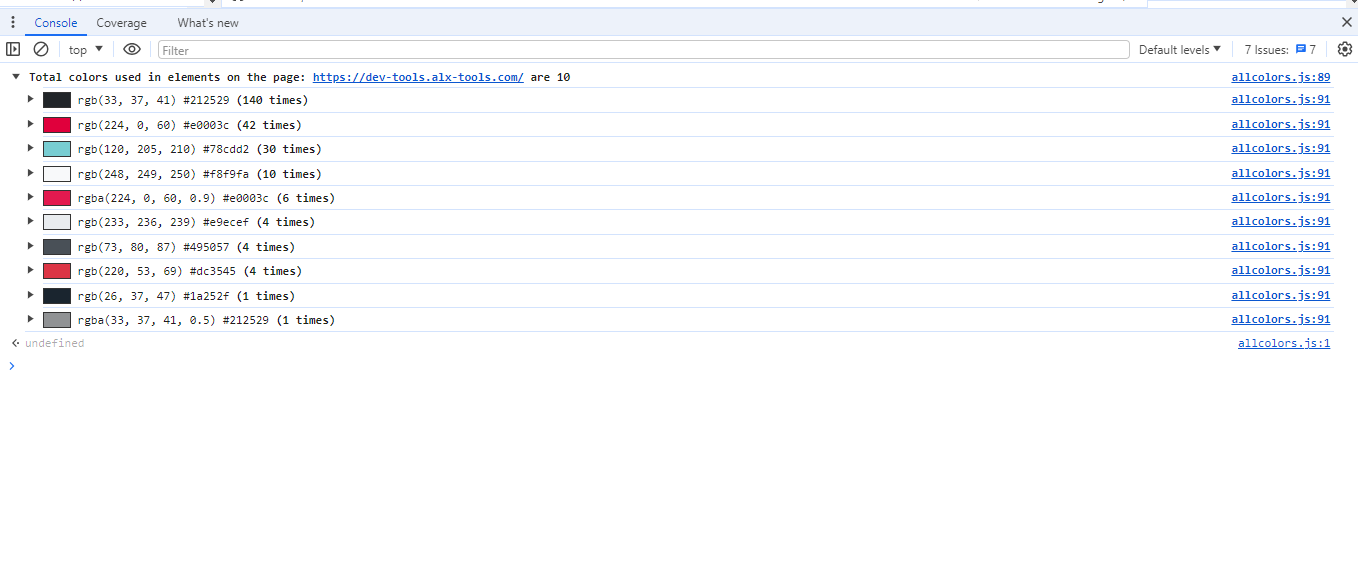 Console Coverage What's new
top Filter Default levels 7 Issues: 7
Total colors used in elements on the page: https://dev-tools.alx-tools.com/ are 10 allcolors.js:89
rgb(33, 37, 41) #212529 (140 times) allcolors.js:91
rgb(224, 0, 60) #e0003c (42 times) allcolors.js:91
rgb(120, 205, 210) #78cdd2 (30 times) allcolors.js:91
rgb(248, 249, 250) #f8f9fa (10 times) allcolors.js:91
rgba(224, 0, 60, 0.9) #e0003c (6 times) allcolors.js:91
rgb(233, 236, 239) #e9ecef (4 times) allcolors.js:91
rgb(73, 80, 87) #495057 (4 times) allcolors.js:91
rgb(220, 53, 69) #dc3545 (4 times) allcolors.js:91
rgb(26, 37, 47) #1a252f (1 times) allcolors.js:91
rgba(33, 37, 41, 0.5) #212529 (1 times) allcolors.js:91
undefined allcolors.js:1